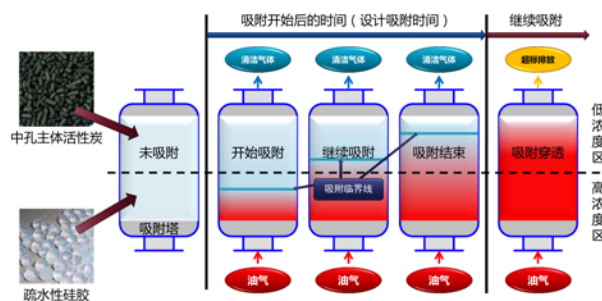 吸附开始后的时间（设计吸附时间）
继续吸附
清洁气体
清洁气体
清洁气体
超标排放
中孔主体活性炭
未吸附
开始吸附
继续吸附
吸附结束
吸附穿透
低浓度区
吸附临界线
高浓度区
吸附塔
疏水性硅胶
油气
油气
油气
油气